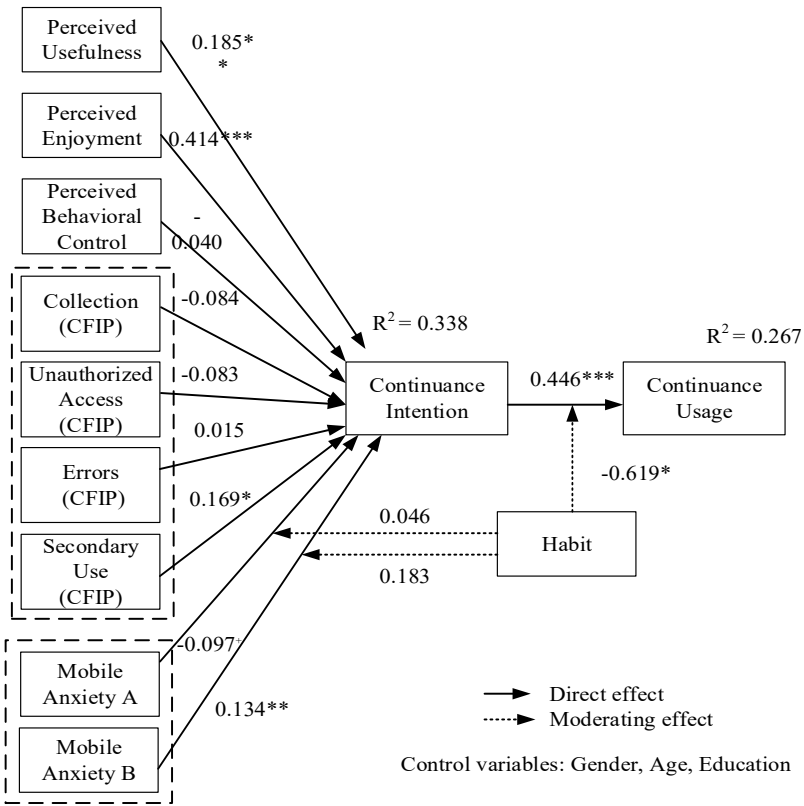 Perceived
Usefulness
0.185*
*
Perceived
Enjoyment
0.414***
Perceived
Behavioral
Control
-
0.040
Collection
(CFIP)
-0.084
R² = 0.338
R² = 0.267
Unauthorized
Access
(CFIP)
-0.083
Continuance
Intention
0.446***
Continuance
Usage
Errors
(CFIP)
0.015
-0.619*
Secondary
Use
(CFIP)
0.169*
0.046
0.183
Habit
Mobile
Anxiety A
-0.097+
Mobile
Anxiety B
0.134**
Direct effect
Moderating effect
Control variables: Gender, Age, Education